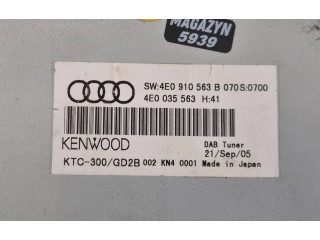 MAGAZYN
5939
SW:4E0 910 563 B 070S:0700
4E0 035 563 H:41
KENWOOD
DAB Tuner
21/Sep/05
KTC-300/GD2B 002 KN4 0001 Made in Japan